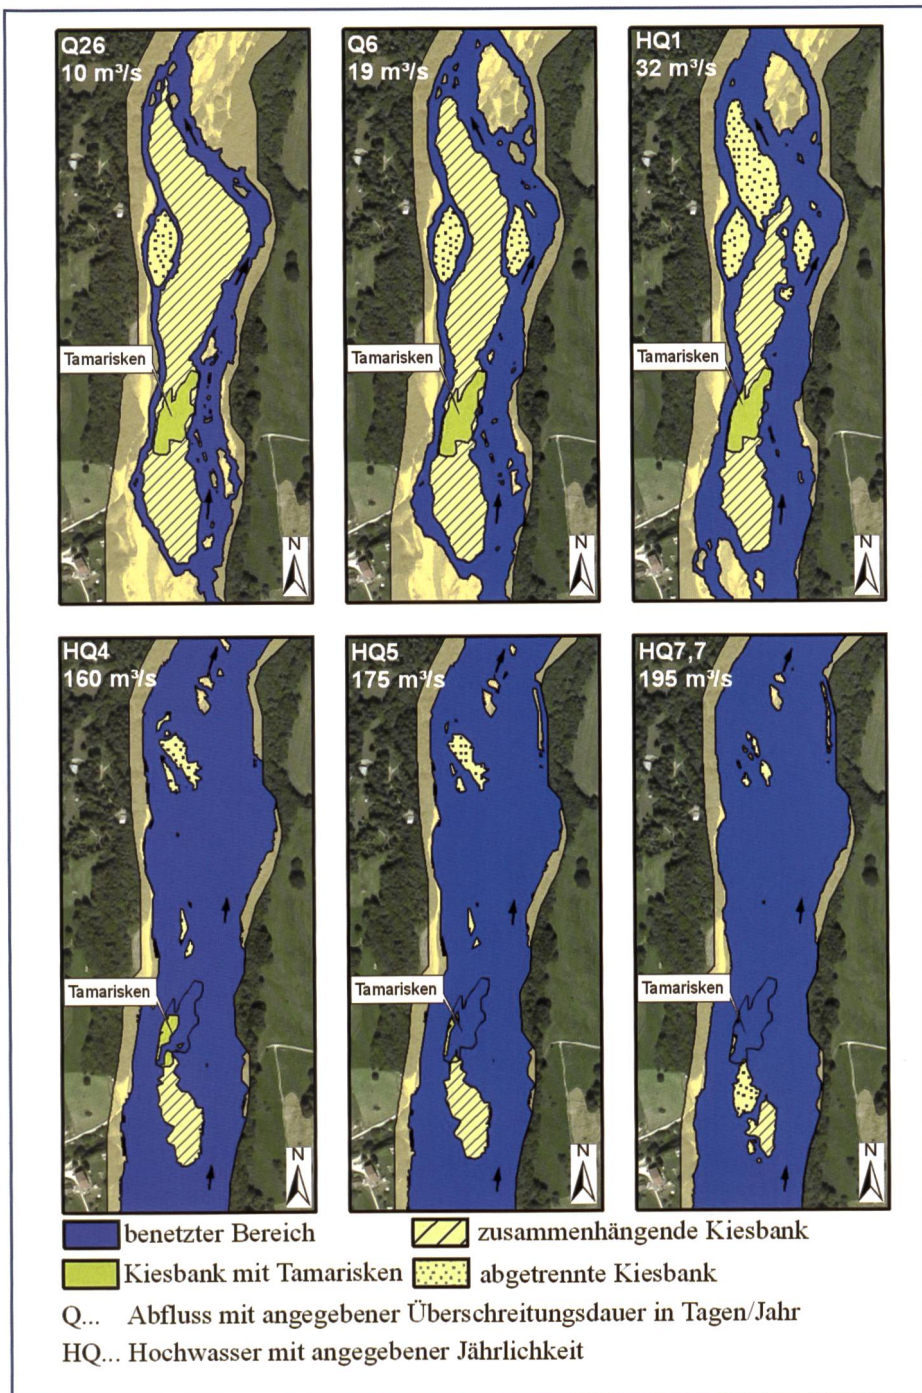 Q26
10 m³/s
Tamarisken
N
Q6
19 m³/s
Tamarisken
N
HQ1
32 m³/s
Tamarisken
N
HQ4
160 m³/s
Tamarisken
N
HQ5
175 m³/s
Tamarisken
N
HQ7,7
195 m³/s
Tamarisken
N
benetzter Bereich
zusammenhängende Kiesbank
Kiesbank mit Tamarisken
abgetrennte Kiesbank
Q... Abfluss mit angegebener Überschreitungsdauer in Tagen/Jahr
HQ... Hochwasser mit angegebener Jährlichkeit